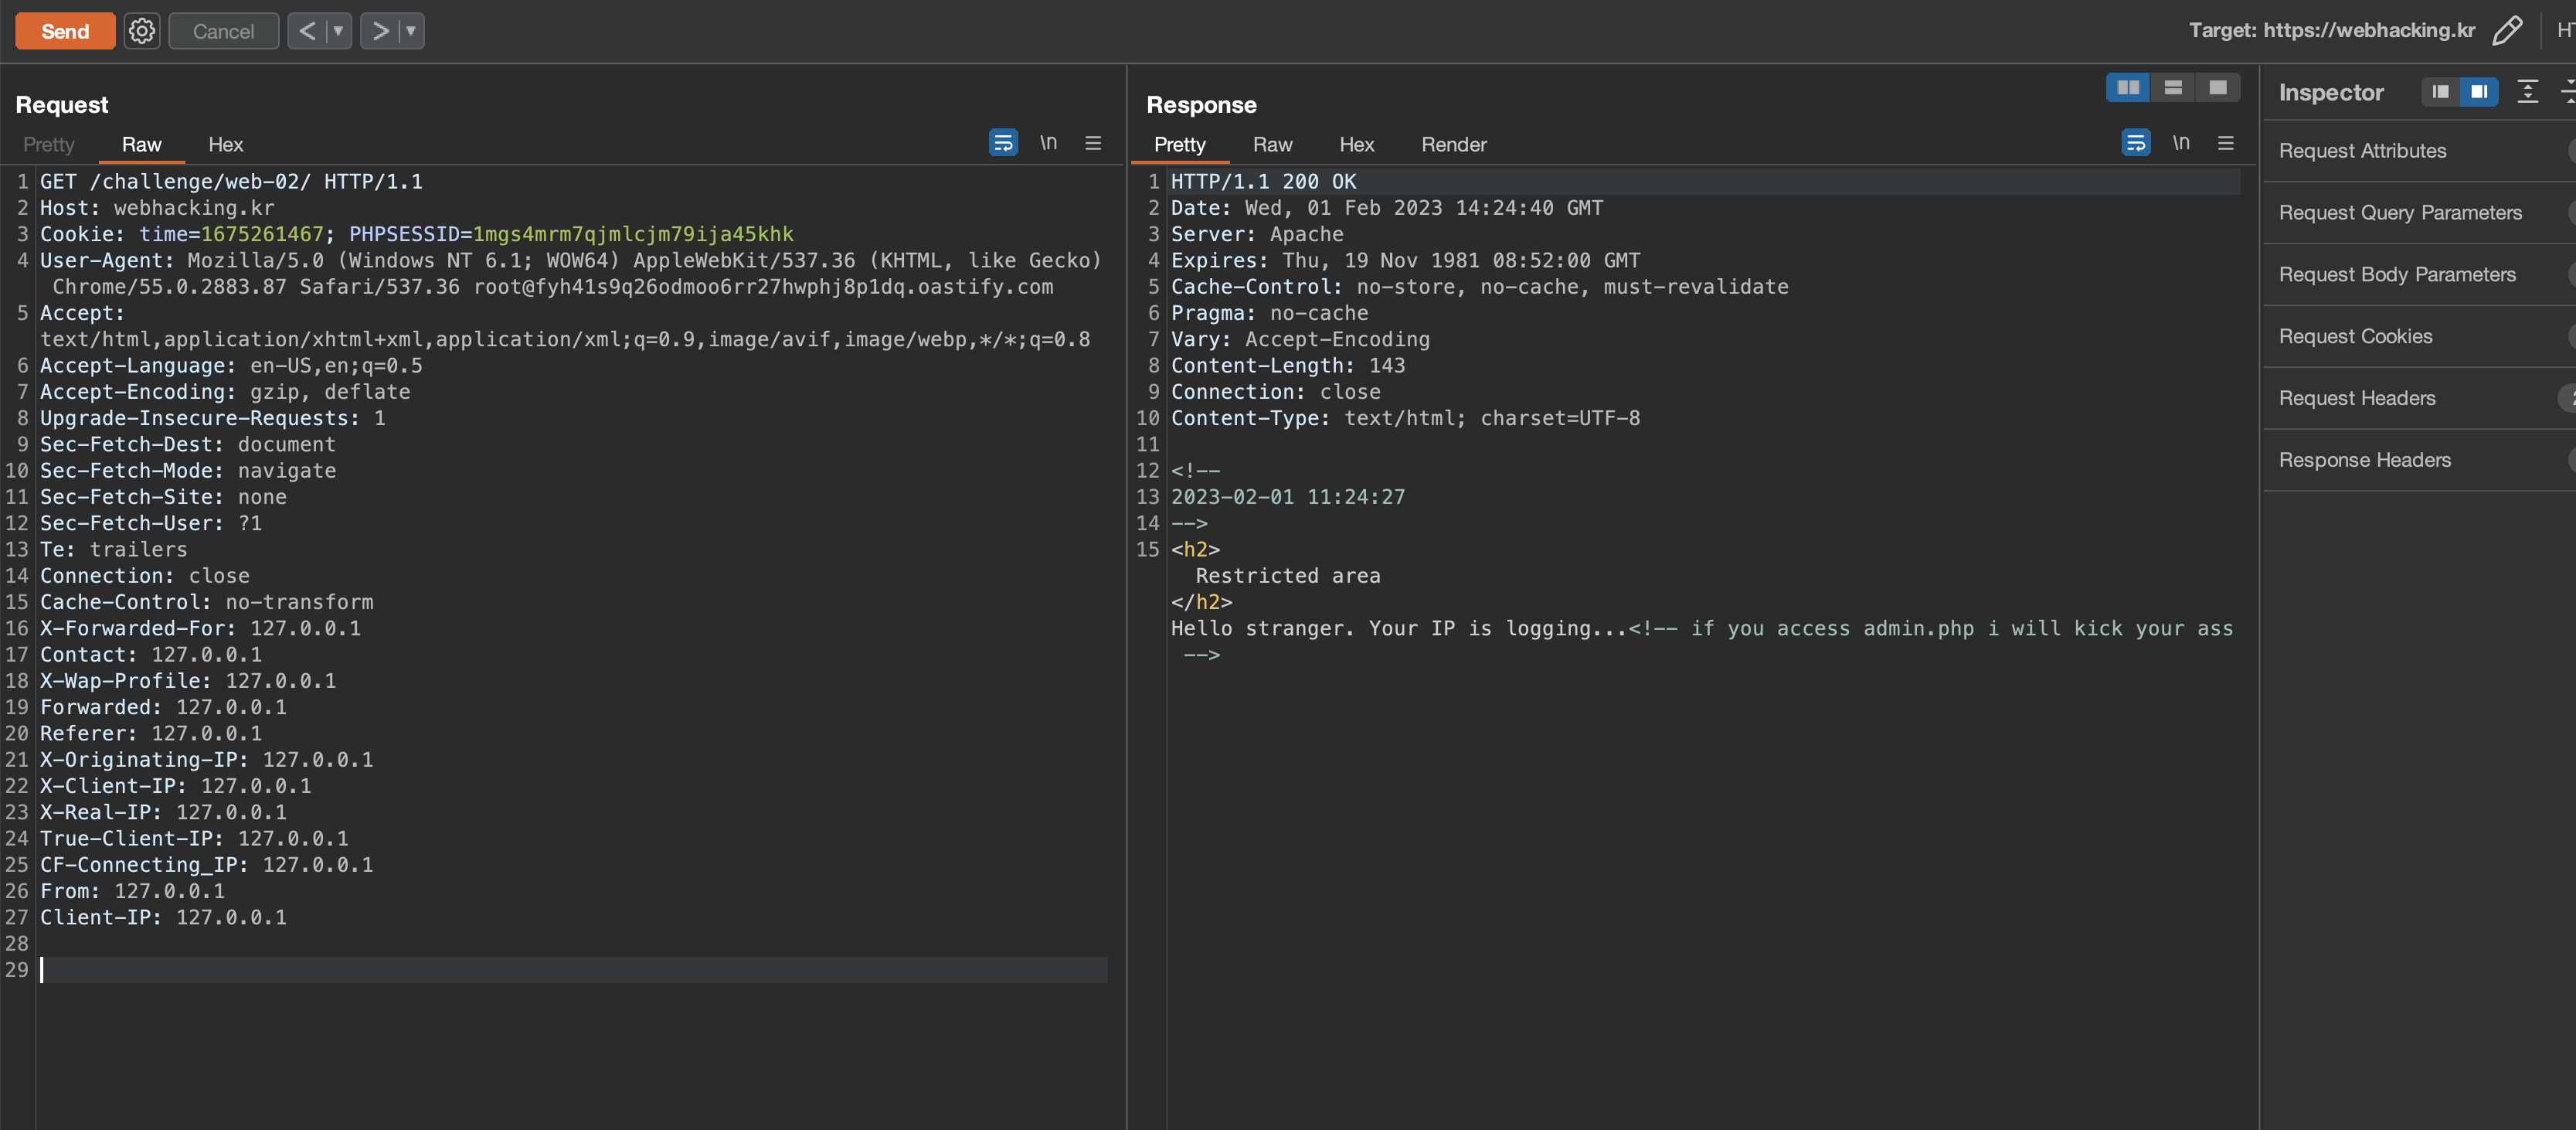 Send
Cancel
Target: https://webhacking.kr
Request
Pretty Raw Hex
\n
1 GET /challenge/web-02/ HTTP/1.1
2 Host: webhacking.kr
3 Cookie: time=1675261467; PHPSESSID=1mgs4mrm7qjmlcjm79ija45khk
4 User-Agent: Mozilla/5.0 (Windows NT 6.1; WOW64) AppleWebKit/537.36 (KHTML, like Gecko)
Chrome/55.0.2883.87 Safari/537.36 root@fyh41s9q26odmoo6rr27hwphj8p1dq.oastify.com
5 Accept:
text/html,application/xhtml+xml,application/xml;q=0.9,image/avif,image/webp,*/*;q=0.8
6 Accept-Language: en-US,en;q=0.5
7 Accept-Encoding: gzip, deflate
8 Upgrade-Insecure-Requests: 1
9 Sec-Fetch-Dest: document
10 Sec-Fetch-Mode: navigate
11 Sec-Fetch-Site: none
12 Sec-Fetch-User: ?1
13 Te: trailers
14 Connection: close
15 Cache-Control: no-transform
16 X-Forwarded-For: 127.0.0.1
17 Contact: 127.0.0.1
18 X-Wap-Profile: 127.0.0.1
19 Forwarded: 127.0.0.1
20 Referer: 127.0.0.1
21 X-Originating-IP: 127.0.0.1
22 X-Client-IP: 127.0.0.1
23 X-Real-IP: 127.0.0.1
24 True-Client-IP: 127.0.0.1
25 CF-Connecting_IP: 127.0.0.1
26 From: 127.0.0.1
27 Client-IP: 127.0.0.1
28
29
Response
Pretty Raw Hex Render
\n
1 HTTP/1.1 200 OK
2 Date: Wed, 01 Feb 2023 14:24:40 GMT
3 Server: Apache
4 Expires: Thu, 19 Nov 1981 08:52:00 GMT
5 Cache-Control: no-store, no-cache, must-revalidate
6 Pragma: no-cache
7 Vary: Accept-Encoding
8 Content-Length: 143
9 Connection: close
10 Content-Type: text/html; charset=UTF-8
11
12 <!--
13 2023-02-01 11:24:27
14 -->
15 <h2>
Restricted area
</h2>
Hello stranger. Your IP is logging...<!-- if you access admin.php i will kick your ass
-->
Inspector
Request Attributes
Request Query Parameters
Request Body Parameters
Request Cookies
Request Headers
Response Headers